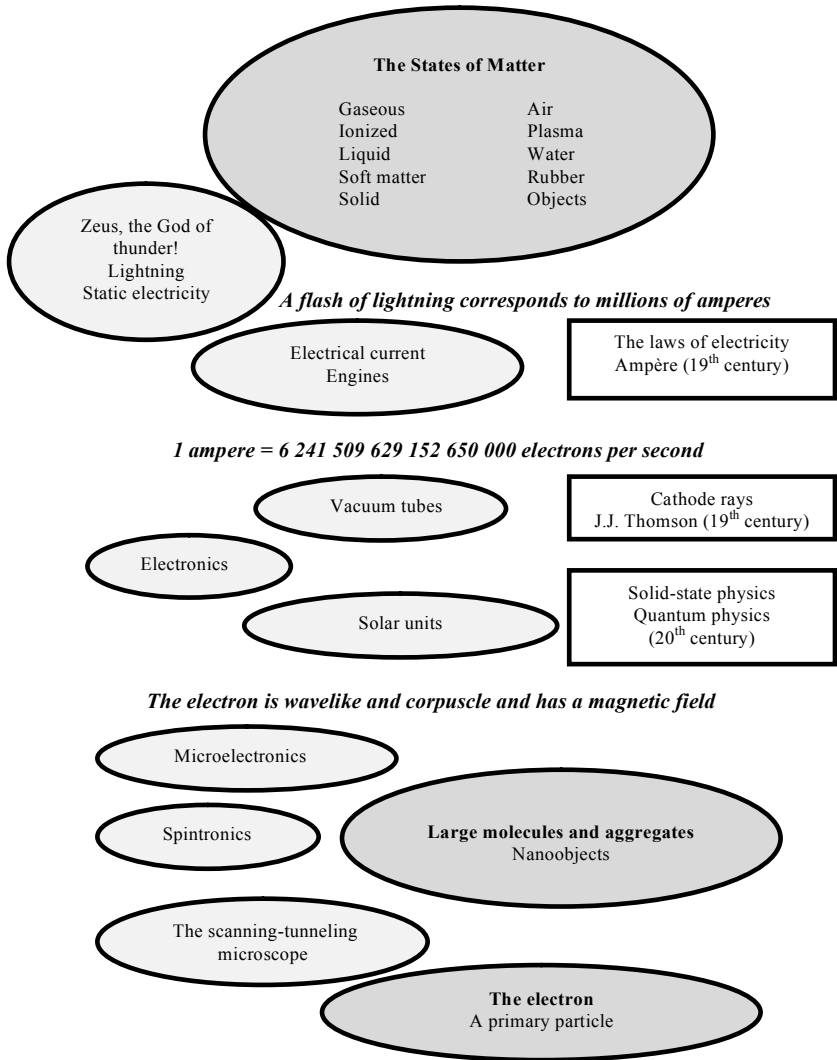 The States of Matter
Gaseous Air
Ionized Plasma
Liquid Water
Soft matter Rubber
Solid Objects
Zeus, the God of
thunder!
Lightning
Static electricity
A flash of lightning corresponds to millions of amperes
Electrical current
Engines
The laws of electricity
Ampère (19th century)
1 ampere = 6 241 509 629 152 650 000 electrons per second
Vacuum tubes
Cathode rays
J.J. Thomson (19th century)
Electronics
Solar units
Solid-state physics
Quantum physics
(20th century)
The electron is wavelike and corpuscle and has a magnetic field
Microelectronics
Spintronics
Large molecules and aggregates
Nanoobjects
The scanning-tunneling
microscope
The electron
A primary particle